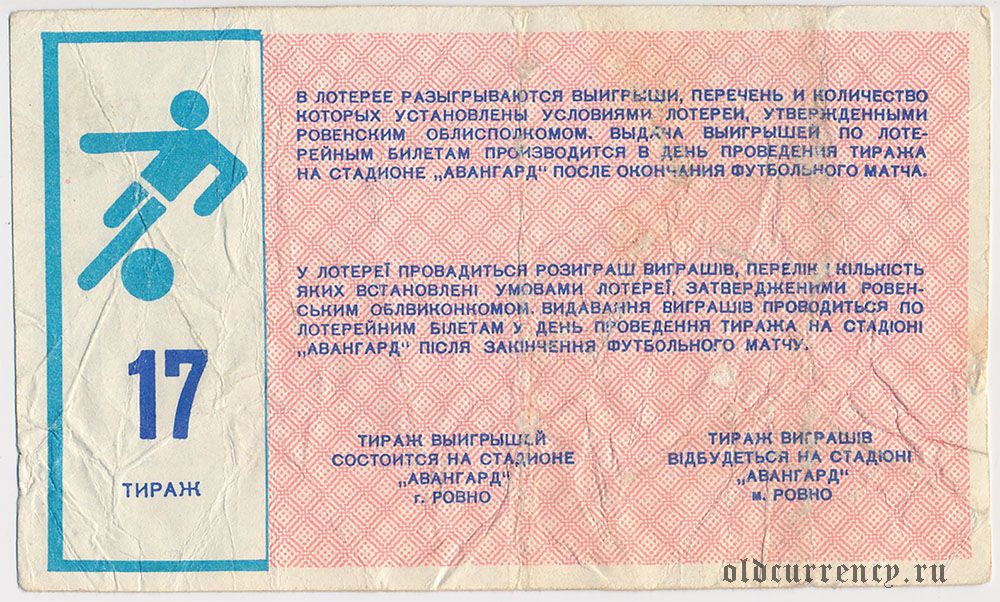 В ЛОТЕРЕЕ РАЗЫГРЫВАЮТСЯ ВЫИГРЫШИ, ПЕРЕЧЕНЬ И КОЛИЧЕСТВО
КОТОРЫХ УСТАНОВЛЕНЫ УСЛОВИЯМИ ЛОТЕРЕИ, УТВЕРЖДЕННЫМИ
РОВЕНСКИМ ОБЛИСПОЛКОМОМ. ВЫДАЧА ВЫИГРЫШЕЙ ПО ЛОТЕ-
РЕЙНЫМ БИЛЕТАМ ПРОИЗВОДИТСЯ В ДЕНЬ ПРОВЕДЕНИЯ ТИРАЖА
НА СТАДИОНЕ „АВАНГАРД" ПОСЛЕ ОКОНЧАНИЯ ФУТБОЛЬНОГО МАТЧА.
У ЛОТЕРЕЇ ПРОВАДИТЬСЯ РОЗИГРАШ ВИГРАШІВ, ПЕРЕЛІК І КІЛЬКІСТЬ
ЯКИХ ВСТАНОВЛЕНІ УМОВАМИ ЛОТЕРЕЇ, ЗАТВЕРДЖЕНИМИ РОВЕН-
СЬКИМ ОБЛВИКОНКОМОМ. ВИДАВАННЯ ВИГРАШІВ ПРОВОДИТЬСЯ ПО
ЛОТЕРЕЙНИМ БІЛЕТАМ У ДЕНЬ ПРОВЕДЕННЯ ТИРАЖА НА СТАДІОНІ
„АВАНГАРД" ПІСЛЯ ЗАКІНЧЕННЯ ФУТБОЛЬНОГО МАТЧУ.
17
ТИРАЖ
ТИРАЖ ВЫИГРЫШЕЙ
СОСТОИТСЯ НА СТАДИОНЕ
„АВАНГАРД"
г. РОВНО
ТИРАЖ ВИГРАШІВ
ВІДБУДЕТЬСЯ НА СТАДІОНІ
„АВАНГАРД"
м. РОВНО
oldcurrency.ru